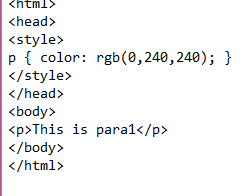 <html>
<head>
<style>
p { color: rgb(0,240,240); }
</style>
</head>
<body>
<p>This is para1</p>
</body>
</html>